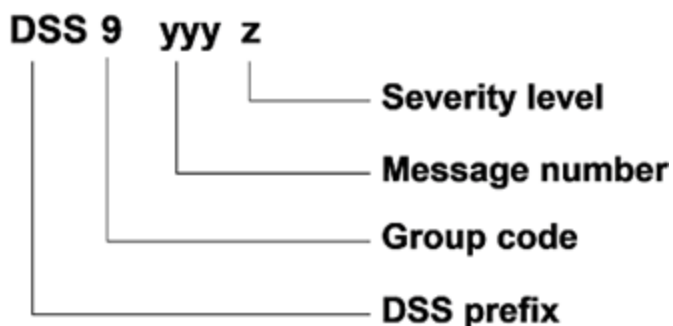 DSS 9 yyy z
Severity level
Message number
Group code
DSS prefix